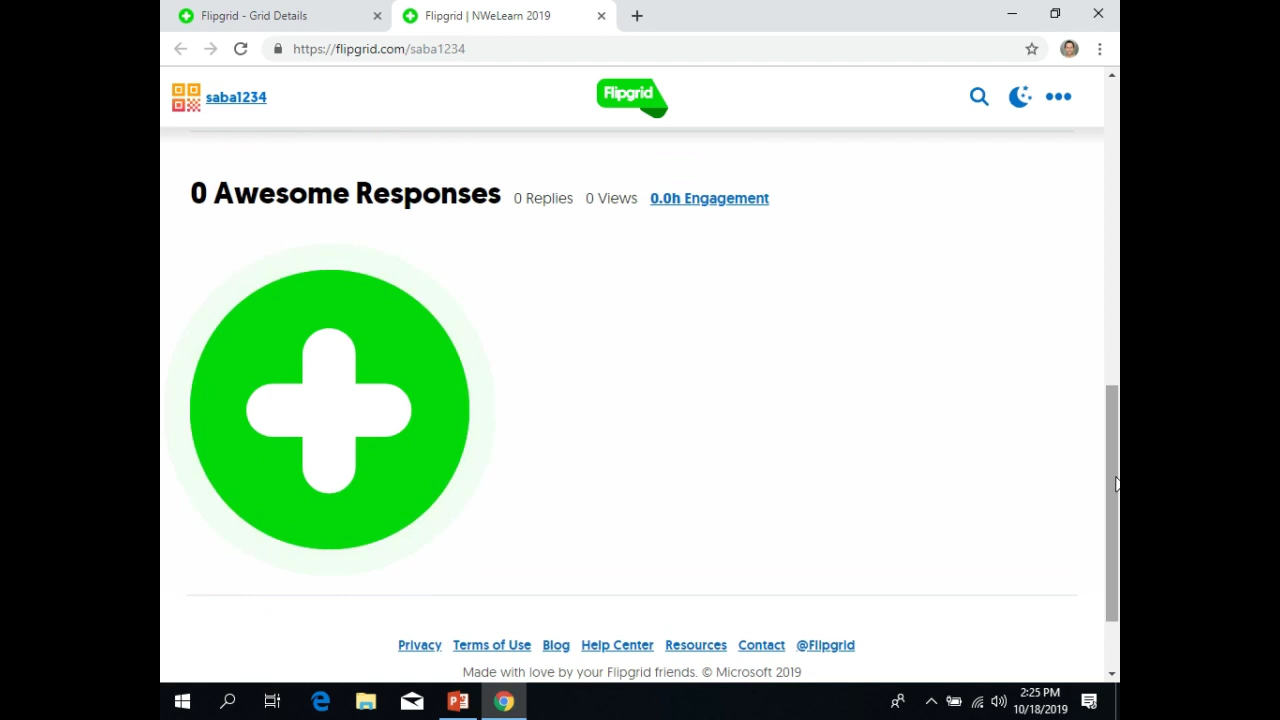 Flipgrid - Grid Details
Flipgrid | NWeLearn 2019
https://flipgrid.com/saba1234
saba1234
Flipgrid
0 Awesome Responses 0 Replies 0 Views 0.0h Engagement
Privacy Terms of Use Blog Help Center Resources Contact @Flipgrid
Made with love by your Flipgrid friends. © Microsoft 2019
2:25 PM
10/18/2019